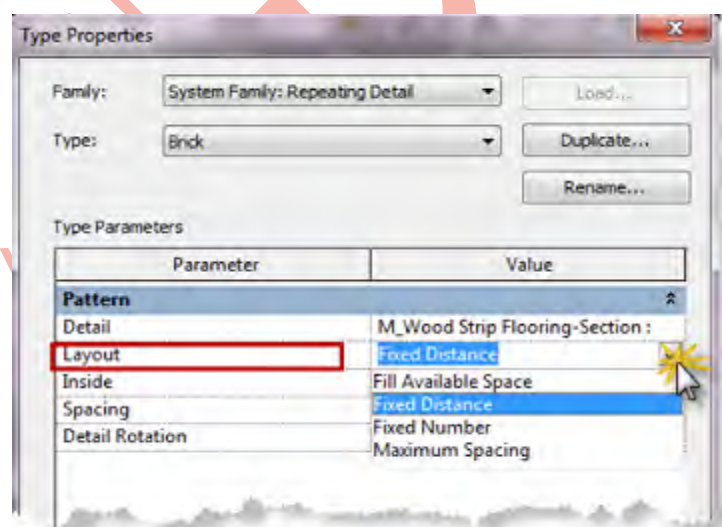 Type Properties
Family: System Family: Repeating Detail Load...
Type: Brick Duplicate...
Rename...
Type Parameters
Parameter Value
Pattern
Detail M_Wood Strip Flooring-Section :
Layout Fixed Distance
Inside Fill Available Space
Spacing Fixed Distance
Detail Rotation Fixed Number
Maximum Spacing